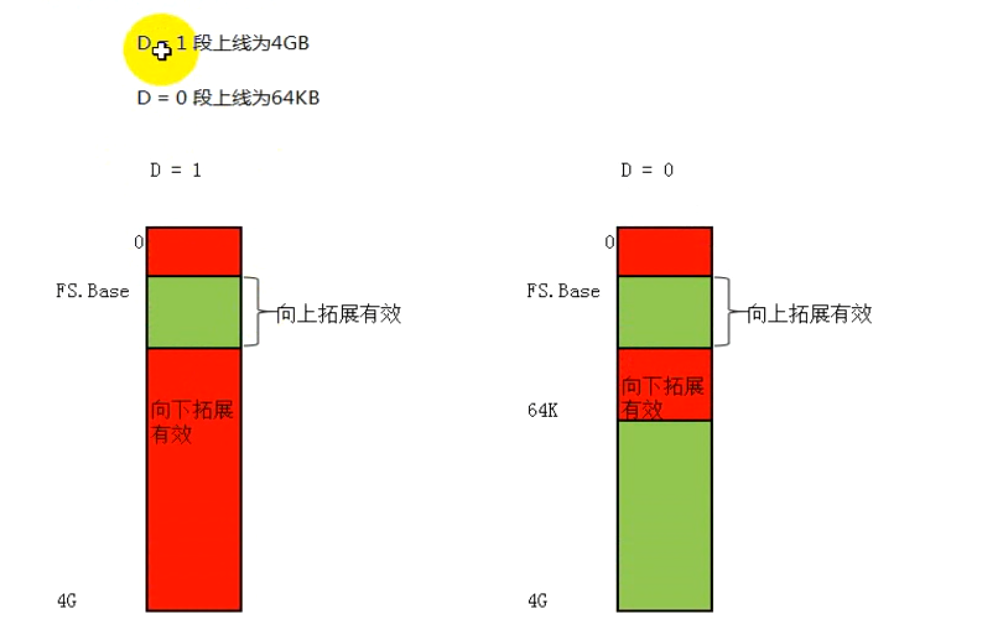 D = 1 段上线为4GB
D = 0 段上线为64KB
D = 1
D = 0
0
0
FS.Base
向上拓展有效
FS.Base
向上拓展有效
向下拓展
有效
64K
向下拓展
有效
4G
4G